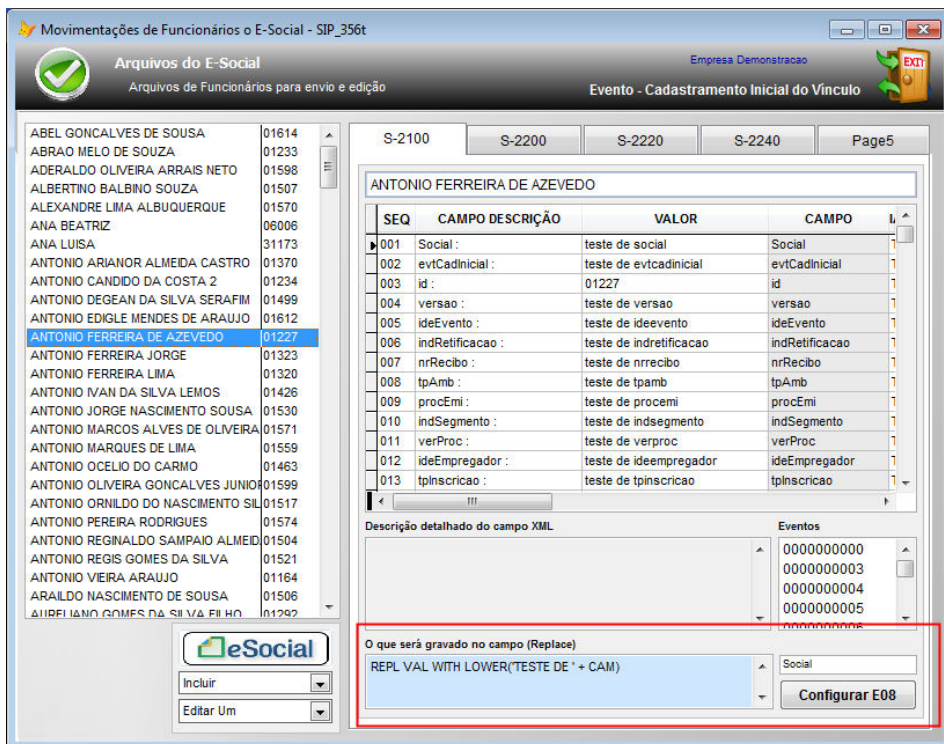 Movimentações de Funcionários o E-Social - SIP_356t
Arquivos do E-Social
Arquivos de Funcionários para envio e edição
Empresa Demonstracao
Evento - Cadastramento Inicial do Vinculo
EXIT
ABEL GONCALVES DE SOUSA 01614
ABRAO MELO DE SOUZA 01233
ADERALDO OLIVEIRA ARRAIS NETO 01598
ALBERTINO BALBINO SOUZA 01507
ALEXANDRE LIMA ALBUQUERQUE 01570
ANA BEATRIZ 06006
ANA LUISA 31173
ANTONIO ARIANOR ALMEIDA CASTRO 01370
ANTONIO CANDIDO DA COSTA 2 01234
ANTONIO DEGEAN DA SILVA SERAFIM 01499
ANTONIO EDIGLE MENDES DE ARAUJO 01612
ANTONIO FERREIRA DE AZEVEDO 01227
ANTONIO FERREIRA JORGE 01323
ANTONIO FERREIRA LIMA 01320
ANTONIO IVAN DA SILVA LEMOS 01426
ANTONIO JORGE NASCIMENTO SOUSA 01530
ANTONIO MARCOS ALVES DE OLIVEIRA 01571
ANTONIO MARQUES DE LIMA 01559
ANTONIO OCELIO DO CARMO 01463
ANTONIO OLIVEIRA GONCALVES JUNIO 01599
ANTONIO ORNILDO DO NASCIMENTO SIL 01517
ANTONIO PEREIRA RODRIGUES 01574
ANTONIO REGINALDO SAMPAIO ALMEID 01504
ANTONIO REGIS GOMES DA SILVA 01521
ANTONIO VIEIRA ARAUJO 01164
ARAILDO NASCIMENTO DE SOUSA 01506
AURELIANO GOMES DA SILVA FILHO 01292
eSocial
Incluir
Editar Um
S-2100 S-2200 S-2220 S-2240 Page5
ANTONIO FERREIRA DE AZEVEDO
SEQ CAMPO DESCRIÇÃO VALOR CAMPO
001 Social : teste de social Social
002 evtCadInicial : teste de evtcadinicial evtCadInicial
003 id : 01227 id
004 versao : teste de versao versao
005 ideEvento : teste de ideevento ideEvento
006 indRetificacao : teste de indretificacao indRetificacao
007 nrRecibo : teste de nrrecibo nrRecibo
008 tpAmb : teste de tpamb tpAmb
009 procEmi : teste de procemi procEmi
010 indSegmento : teste de indsegmento indSegmento
011 verProc : teste de verproc verProc
012 ideEmpregador : teste de ideempregador ideEmpregador
013 tpInscricao : teste de tpinscricao tpInscricao
Descrição detalhado do campo XML
Eventos
0000000000
0000000003
0000000004
0000000005
O que será gravado no campo (Replace)
REPL VAL WITH LOWER('TESTE DE ' + CAM)
Social
Configurar E08